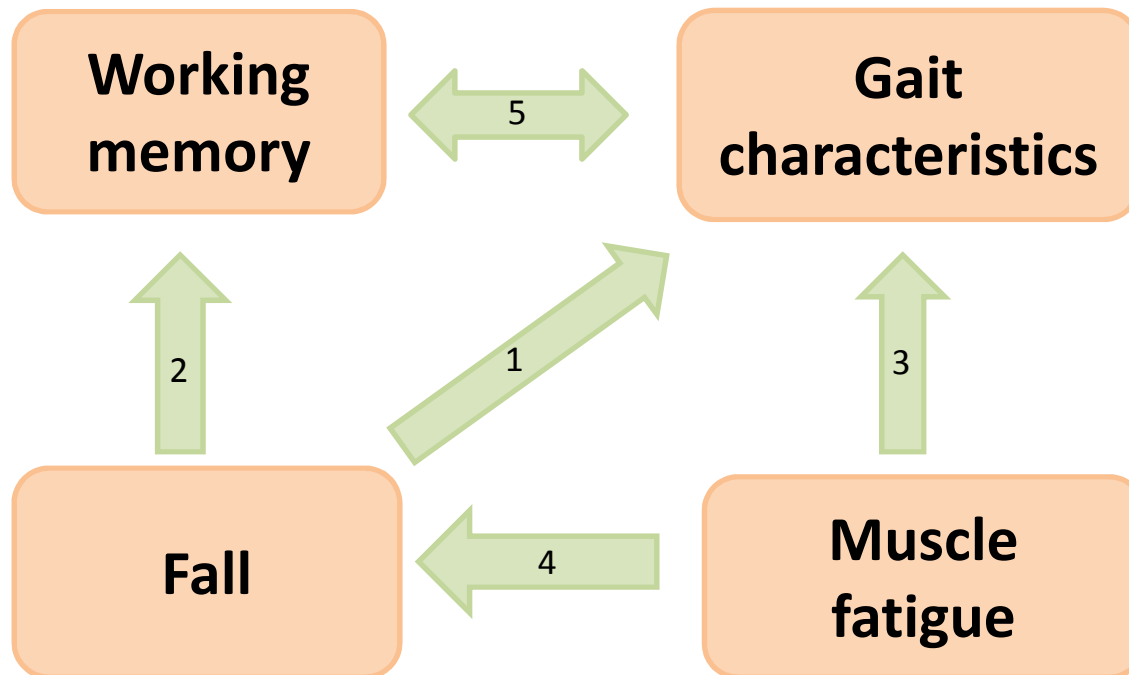 Working
memory
5
Gait
characteristics
2
1
3
Fall
4
Muscle
fatigue